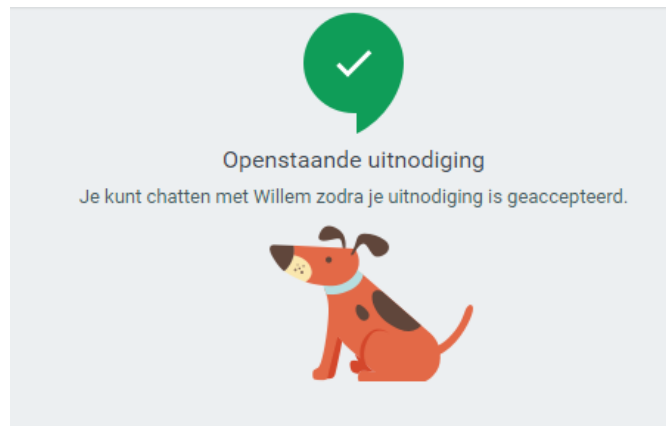 Openstaande uitnodiging
Je kunt chatten met Willem zodra je uitnodiging is geaccepteerd.